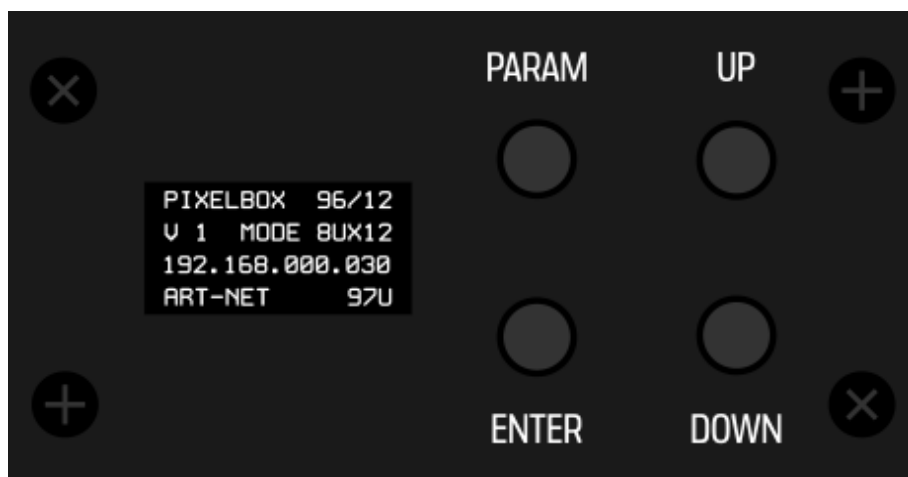 PARAM UP
PIXELBOX 96/12
V 1 MODE 8UX12
192.168.000.030
ART-NET 97U
ENTER DOWN